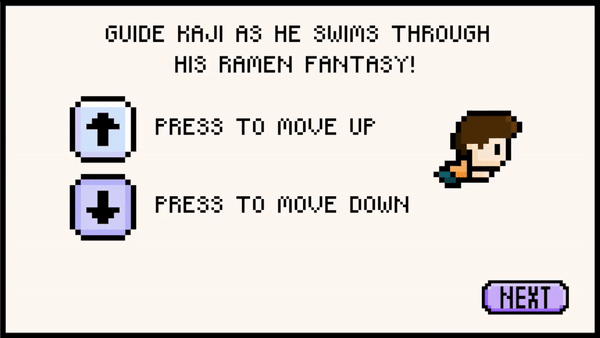 GUIDE KAJI AS HE SWIMS THROUGH
HIS RAMEN FANTASY!
PRESS TO MOVE UP
PRESS TO MOVE DOWN
NEXT